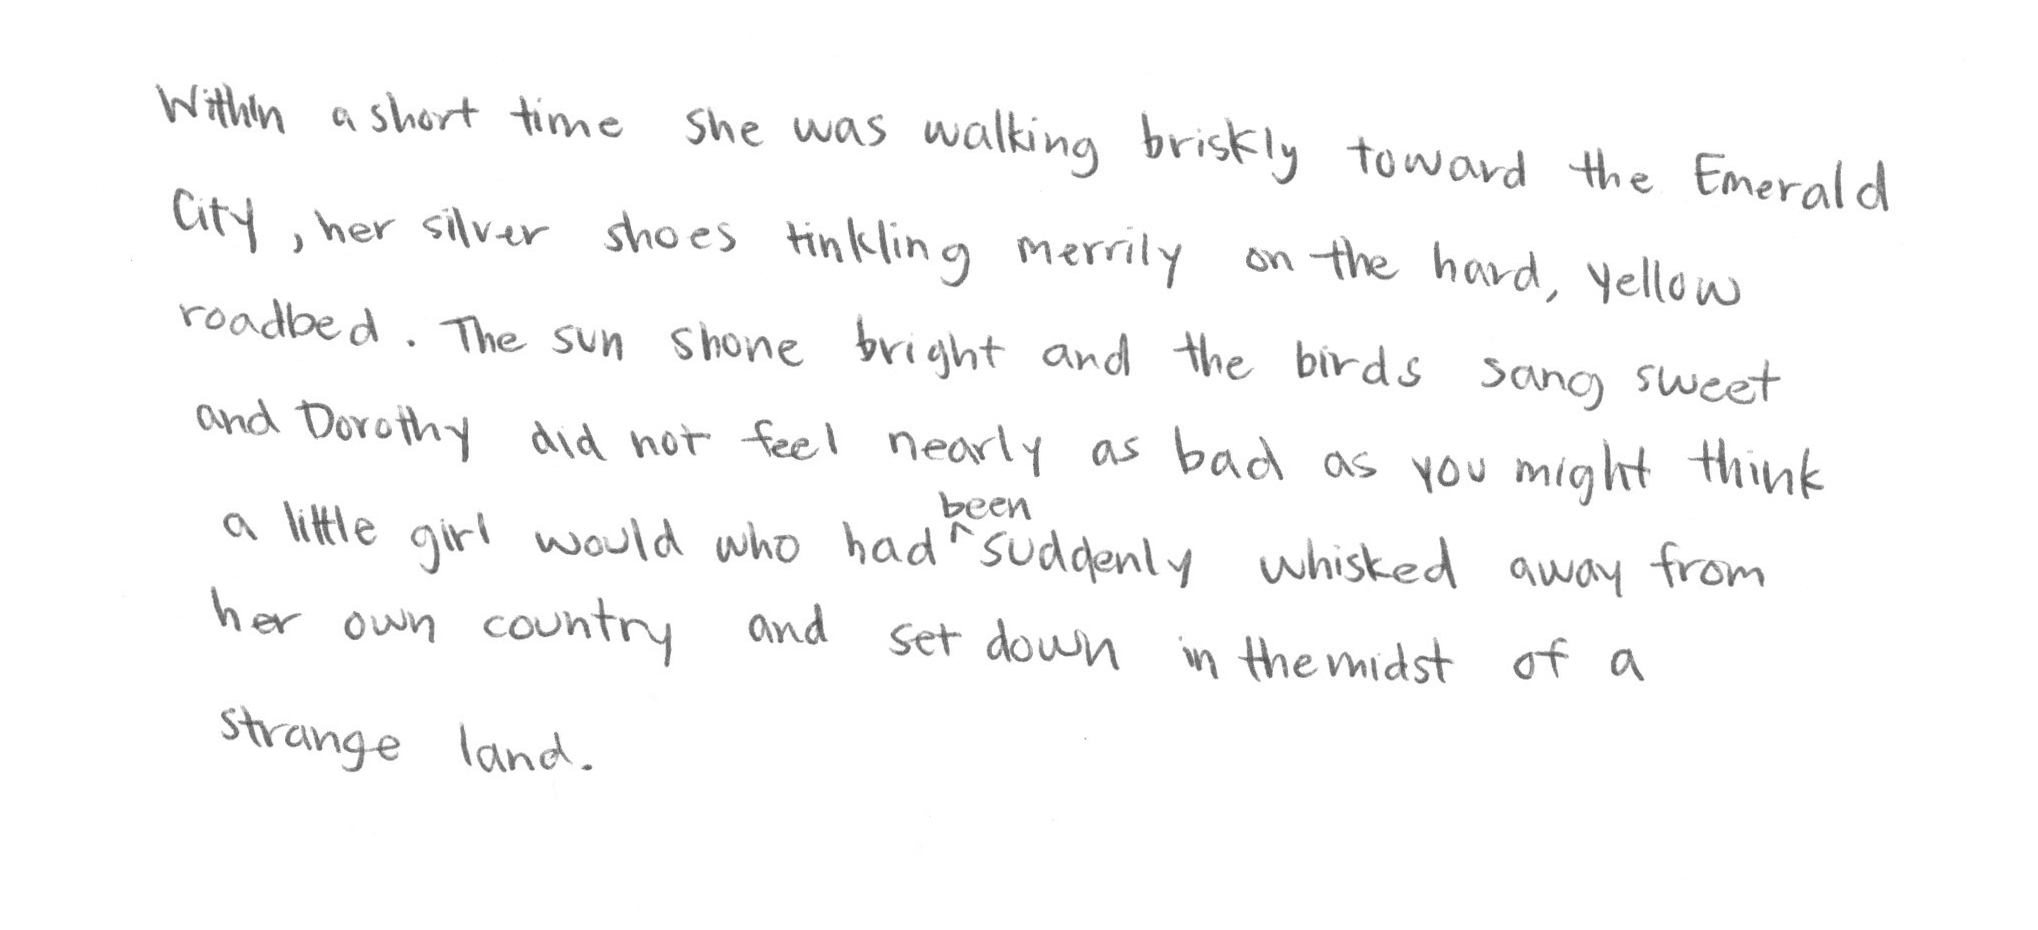 Within a short time she was walking briskly toward the Emerald
City, her silver shoes tinkling merrily on the hard, yellow
roadbed. The sun shone bright and the birds sang sweet
and Dorothy did not feel nearly as bad as you might think
a little girl would who had been suddenly whisked away from
her own country and set down in the midst of a
strange land.